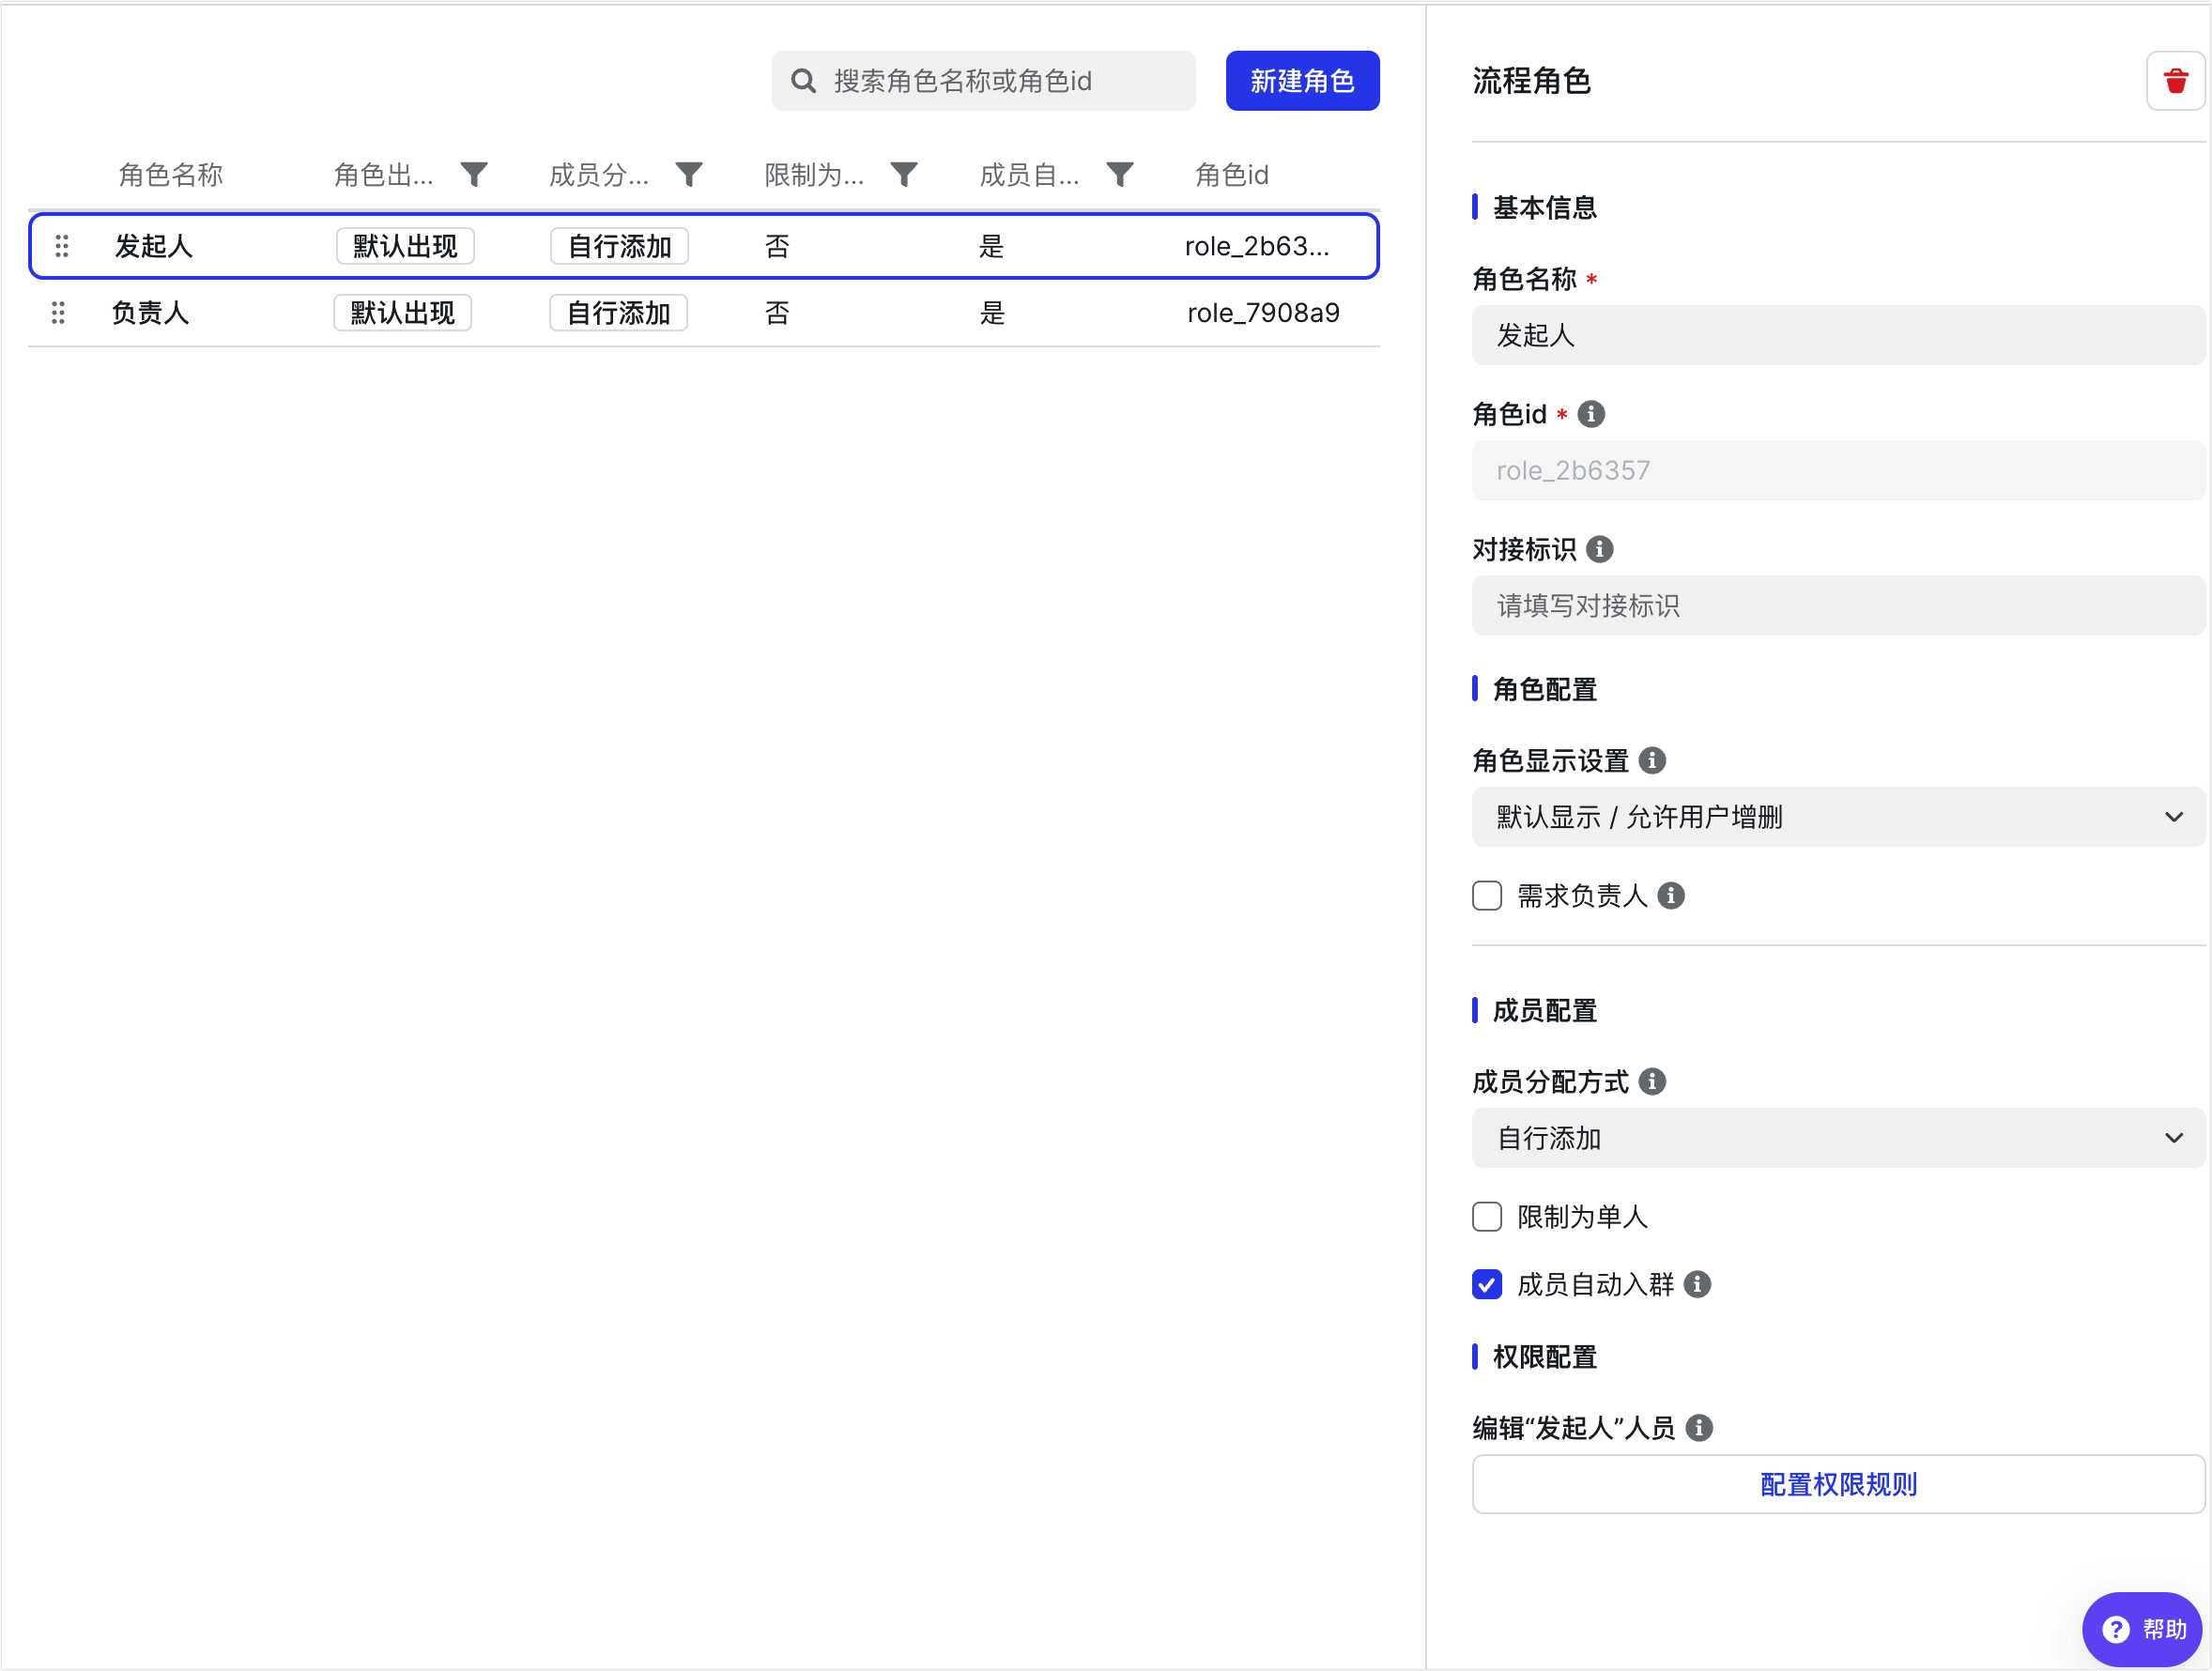 搜索角色名称或角色id
新建角色
角色名称 角色出... 成员分... 限制为... 成员自... 角色id
发起人 默认出现 自行添加 否 是 role_2b63...
负责人 默认出现 自行添加 否 是 role_7908a9
流程角色
基本信息
角色名称 *
发起人
角色id *
role_2b6357
对接标识
请填写对接标识
角色配置
角色显示设置
默认显示 / 允许用户增删
需求负责人
成员配置
成员分配方式
自行添加
限制为单人
成员自动入群
权限配置
编辑“发起人”人员
配置权限规则
帮助